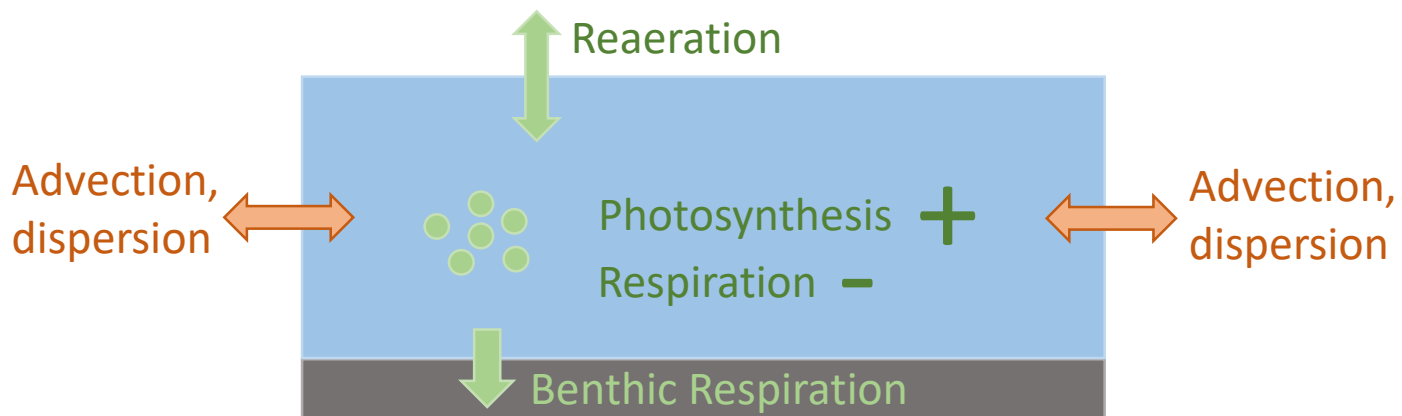 Reaeration
Advection,
dispersion
Photosynthesis +
Respiration -
Advection,
dispersion
Benthic Respiration